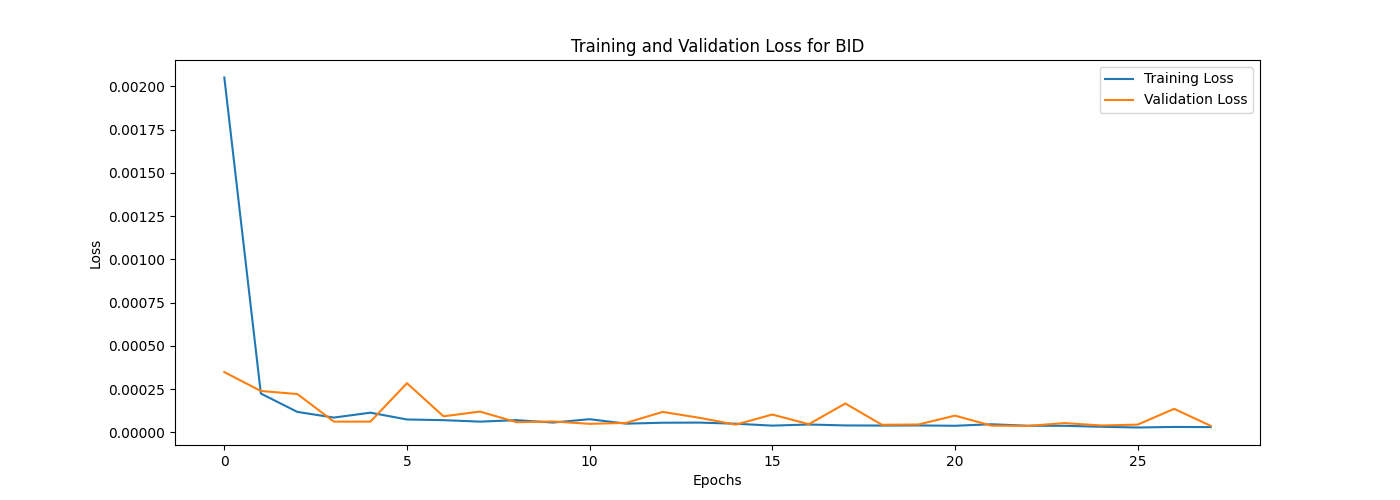 Training and Validation Loss for BID
Training Loss
Validation Loss
0.00200
0.00175
0.00150
0.00125
0.00100
0.00075
0.00050
0.00025
0.00000
Loss
0 5 10 15 20 25
Epochs